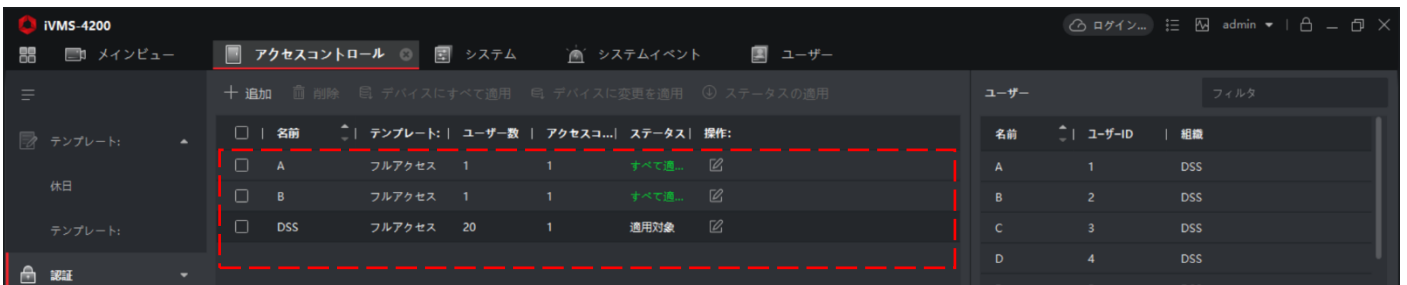 iVMS-4200 ログイン... admin
メインビュー アクセスコントロール システム システムイベント ユーザー
追加 削除 デバイスにすべて適用 デバイスに変更を適用 ステータスの適用 ユーザー フィルタ
テンプレート: 名前 テンプレート: ユーザー数 アクセスコ... ステータス 操作: 名前 ユーザーID 組織
A フルアクセス 1 1 すべて適... A 1 DSS
休日 B フルアクセス 1 1 すべて適... B 2 DSS
テンプレート: DSS フルアクセス 20 1 適用対象 C 3 DSS
D 4 DSS
認証